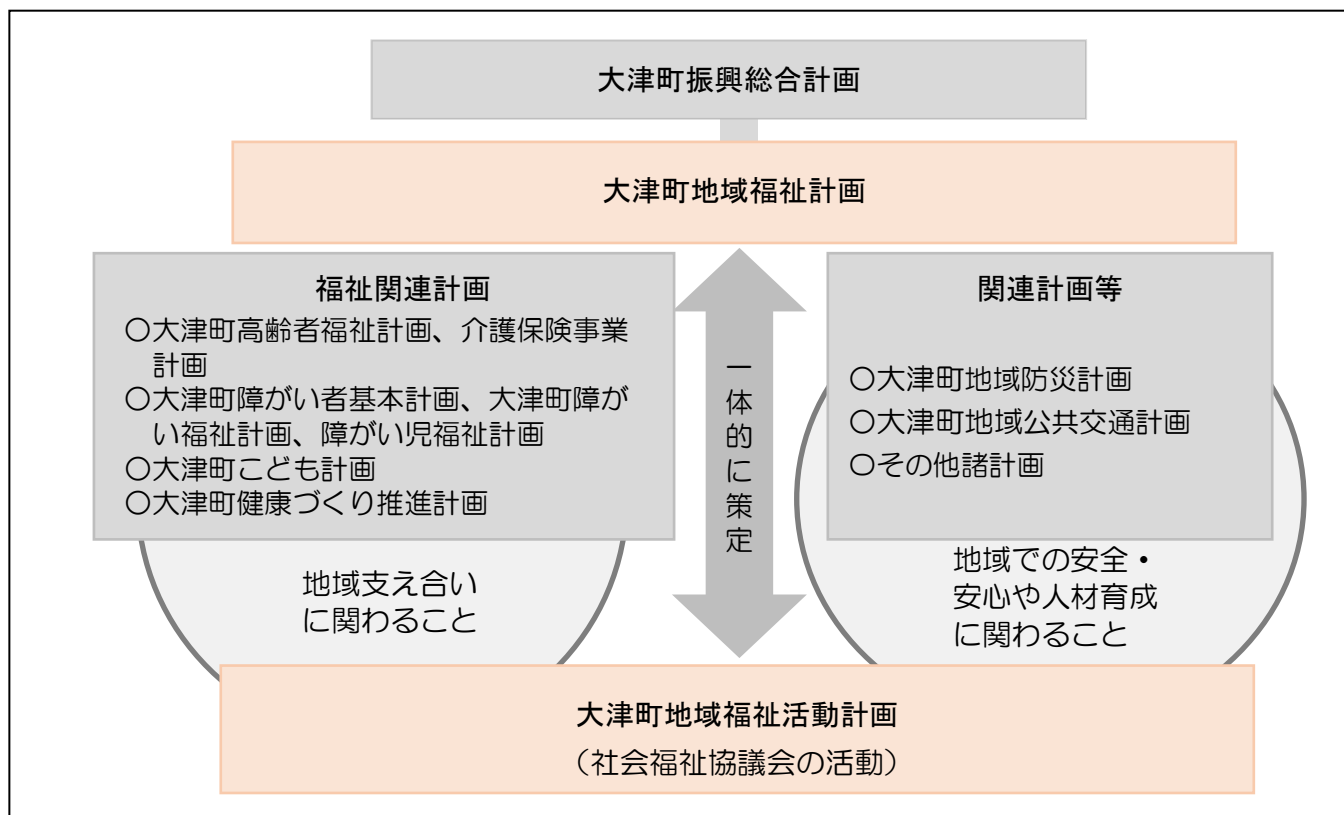 大津町振興総合計画
大津町地域福祉計画
福祉関連計画
○大津町高齢者福祉計画、介護保険事業
計画
○大津町障がい者基本計画、大津町障が
い福祉計画、障がい児福祉計画
○大津町こども計画
○大津町健康づくり推進計画
地域支え合い
に関わること
一体的に策定
関連計画等
○大津町地域防災計画
○大津町地域公共交通計画
○その他諸計画
地域での安全・
安心や人材育成
に関わること
大津町地域福祉活動計画
（社会福祉協議会の活動）